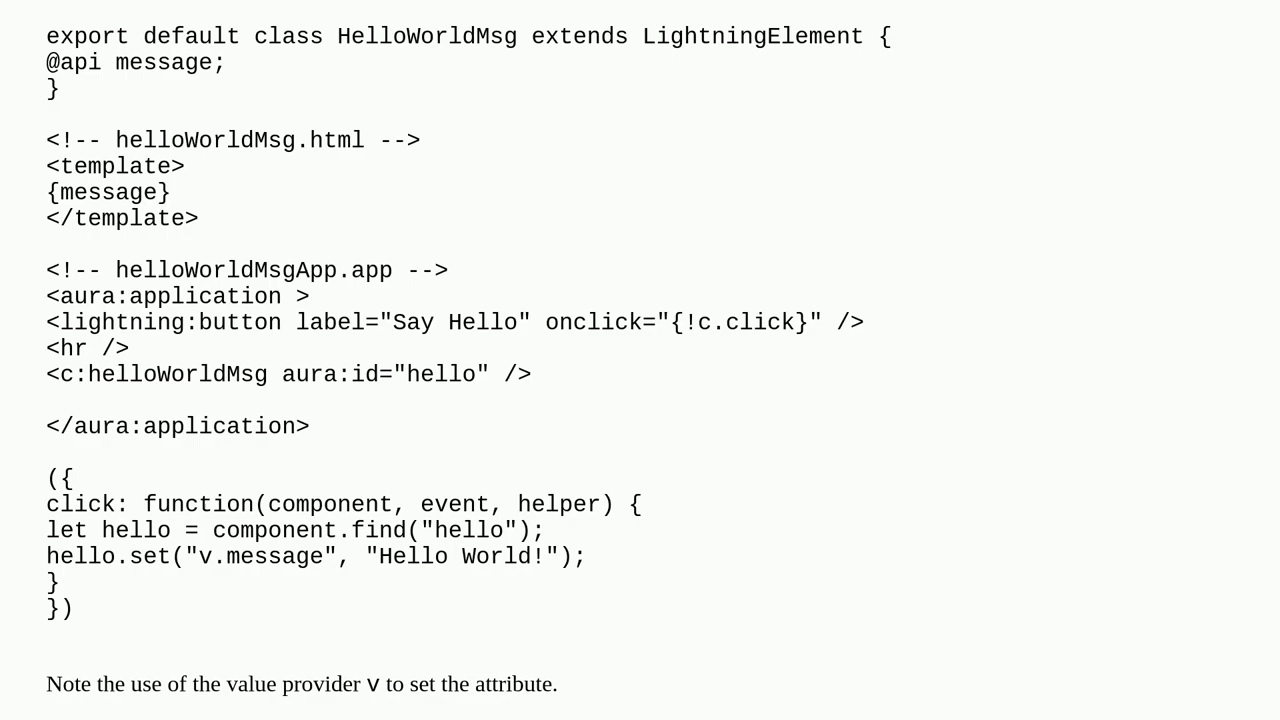 export default class HelloWorldMsg extends LightningElement {
@api message;
}
<!-- helloWorldMsg.html -->
<template>
{message}
</template>
<!-- helloWorldMsgApp.app -->
<aura:application >
<lightning:button label="Say Hello" onclick="{!c.click}" />
<hr />
<c:helloWorldMsg aura:id="hello" />
</aura:application>
({
click: function(component, event, helper) {
let hello = component.find("hello");
hello.set("v.message", "Hello World!");
}
})
Note the use of the value provider v to set the attribute.